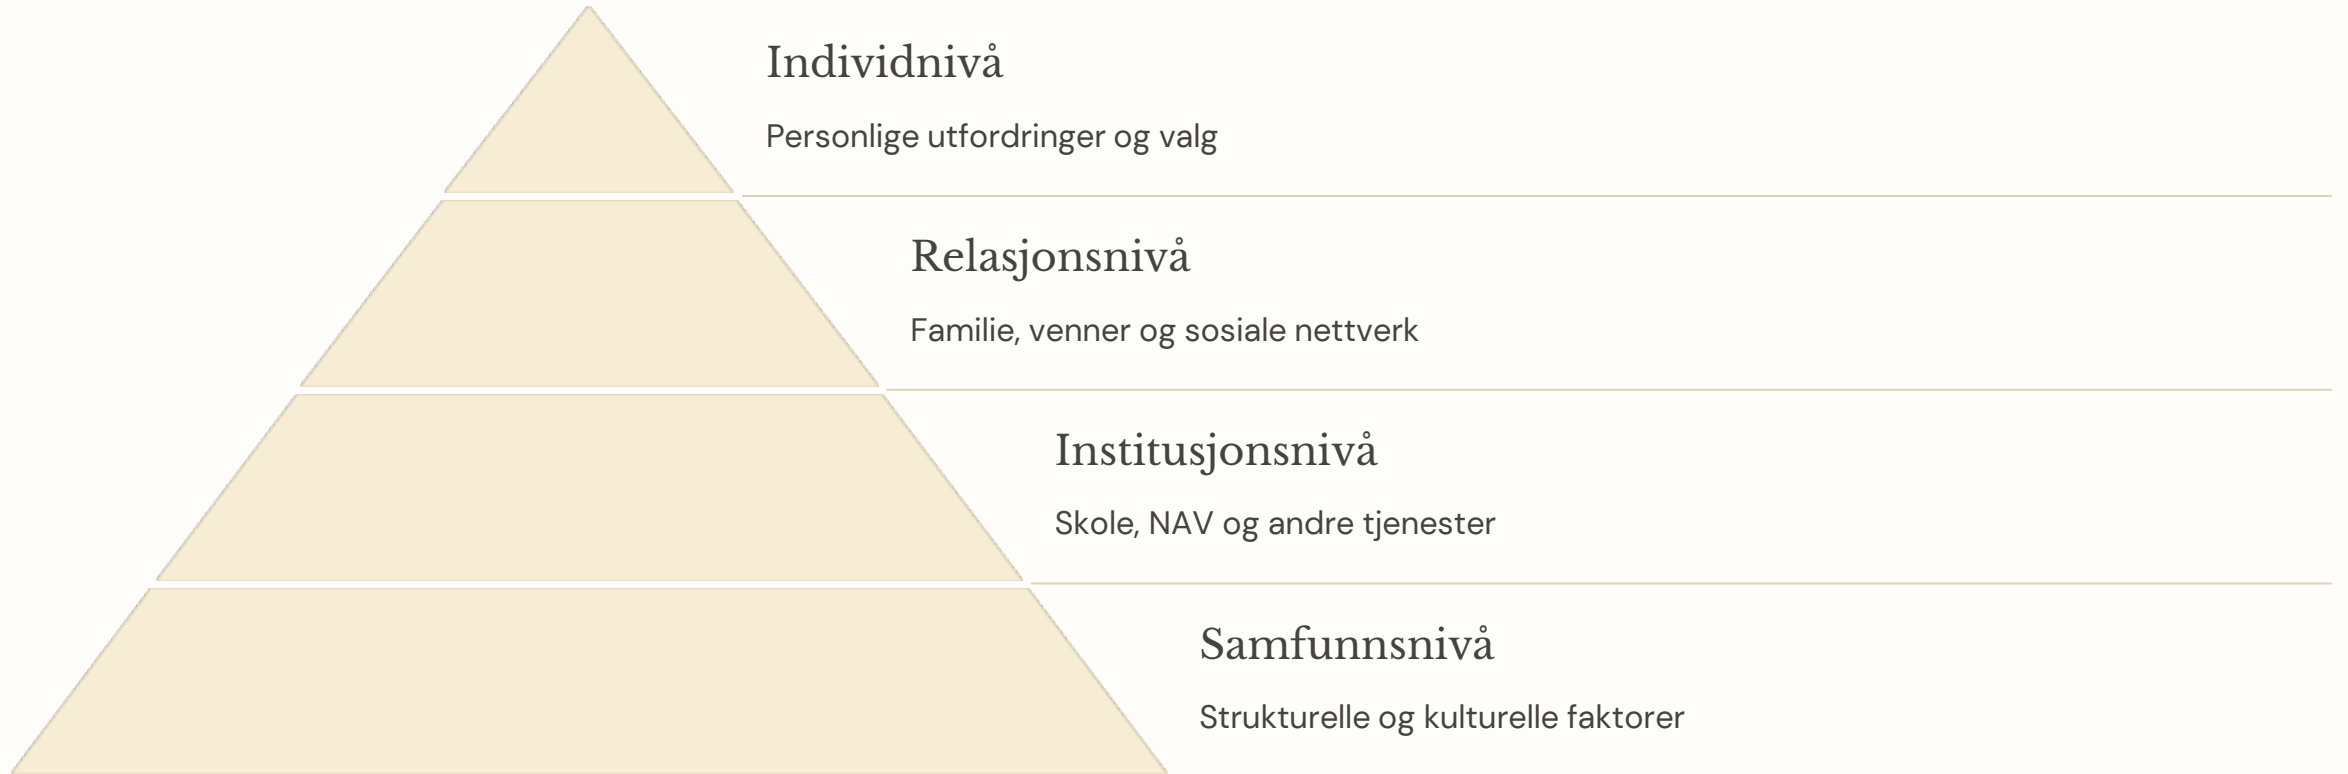 Individnivå
Personlige utfordringer og valg
Relasjonsnivå
Familie, venner og sosiale nettverk
Institusjonsnivå
Skole, NAV og andre tjenester
Samfunnsnivå
Strukturelle og kulturelle faktorer